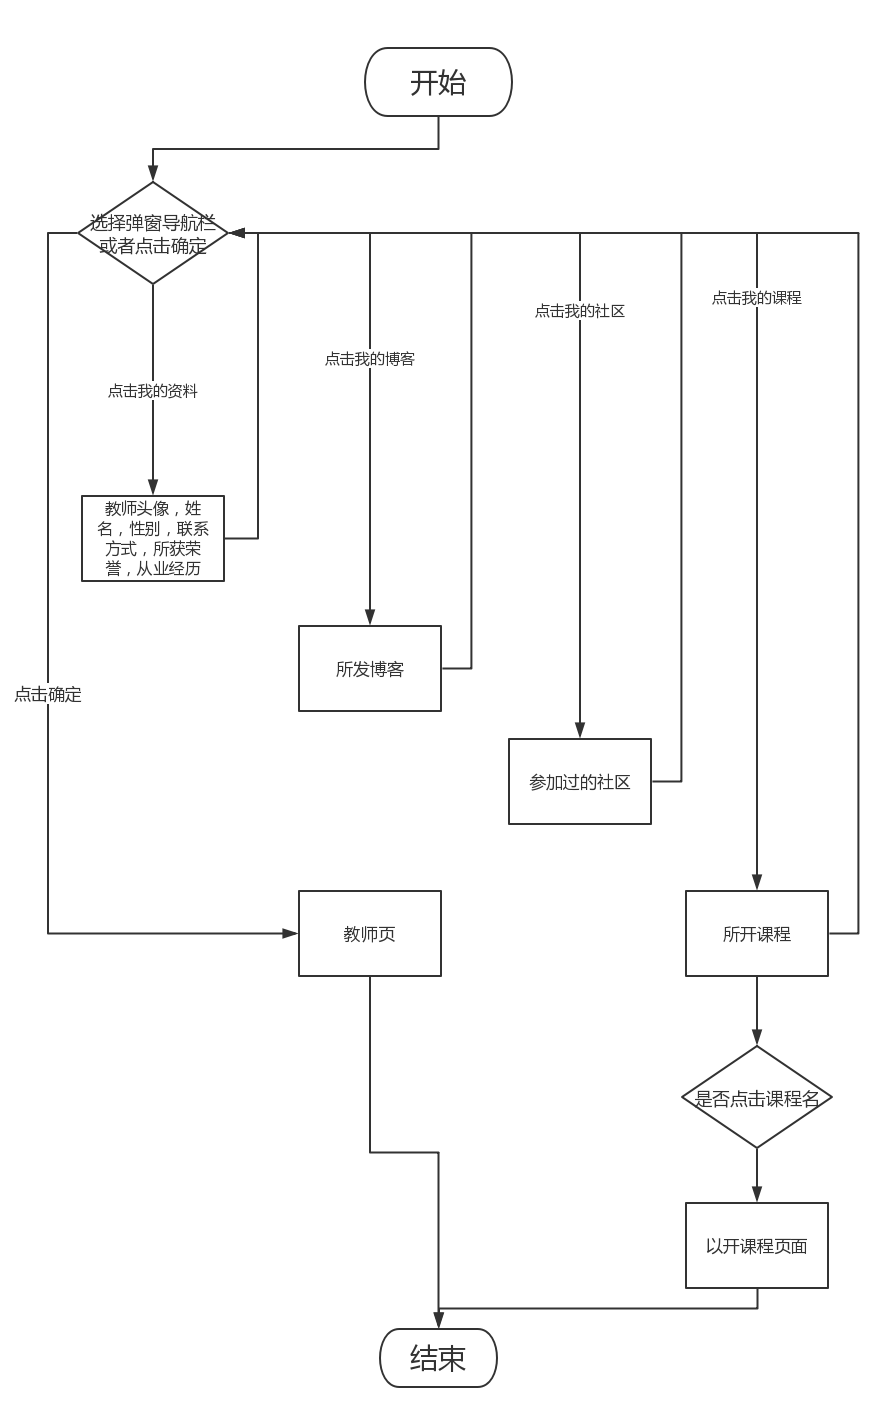 开始
选择弹窗导航栏
或者点击确定
点击我的课程
点击我的社区
点击我的博客
点击我的资料
教师头像，姓
名，性别，联系
方式，所获荣
誉，从业经历
所发博客
点击确定
参加过的社区
教师页
所开课程
是否点击课程名
以开课程页面
结束